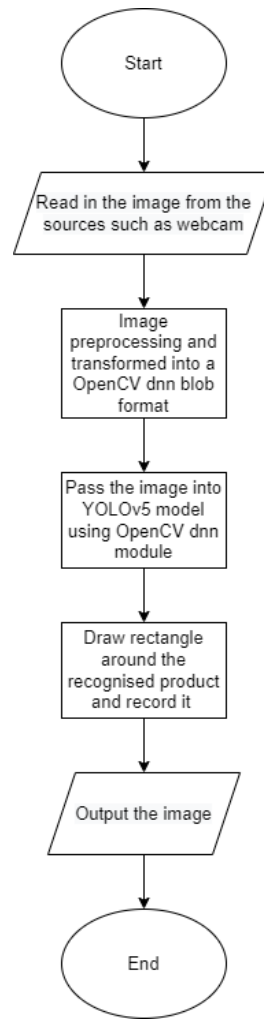 Start
Read in the image from the
sources such as webcam
Image
preprocessing and
transformed into a
OpenCV dnn blob
format
Pass the image into
YOLOv5 model
using OpenCV dnn
module
Draw rectangle
around the
recognised product
and record it
Output the image
End